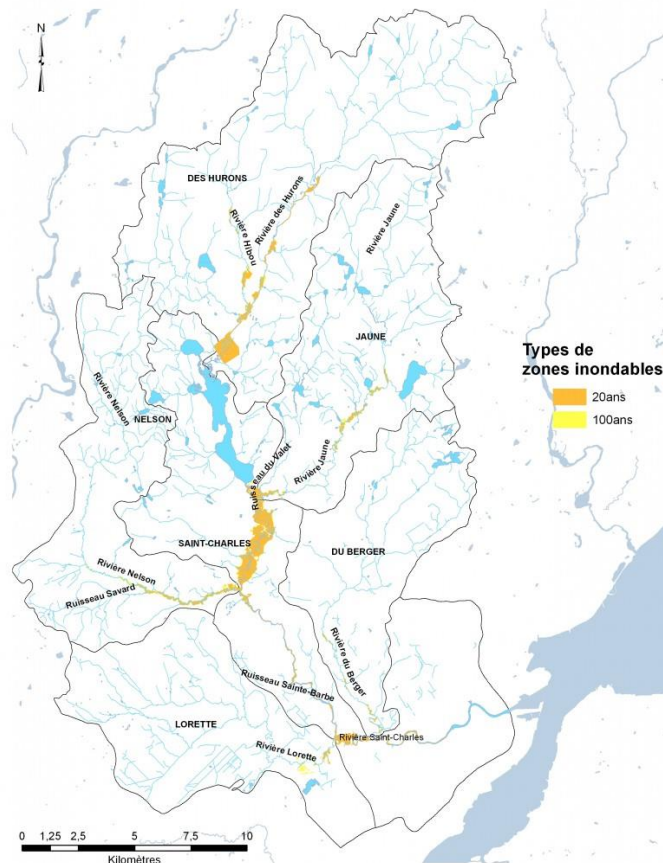 N
DES HURONS
Rivière des Hurons
Rivière Hibou
Rivière Jaune
JAUNE
Types de
zones inondables
20ans
100ans
Rivière Nelson
NELSON
Ruisseau du Valet
Rivière Jaune
SAINT-CHARLES
DU BERGER
Rivière Nelson
Ruisseau Savard
Rivière du Berger
Ruisseau Sainte-Barbe
LORETTE
Rivière Saint-Charles
Rivière Lorette
0 1,25 2,5 5 7,5 10
Kilomètres